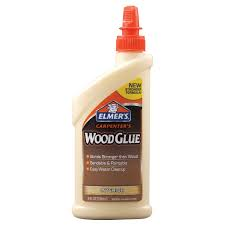 NEW
ELMER'S
CARPENTER'S
WOOD GLUE
Bonds Stronger than Wood
Sandable & Paintable
Easy Water Cleanup
INTERIOR